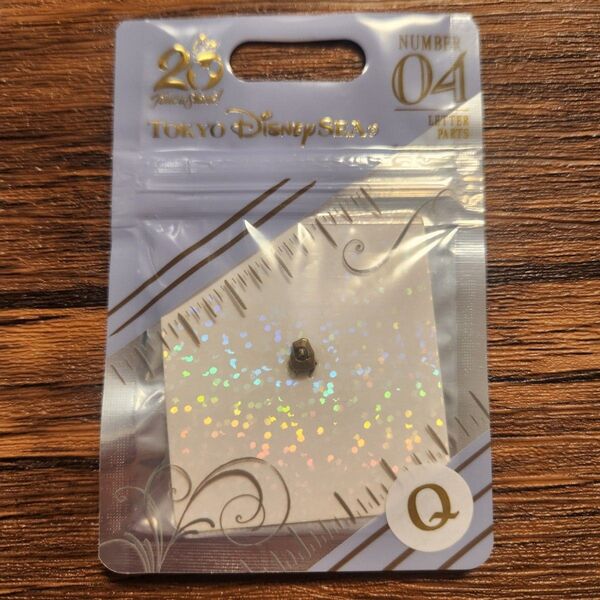 20
Time to Shine!
TOKYO DISNEYSEA®
NUMBER
04
LETTER
PARTS
Q